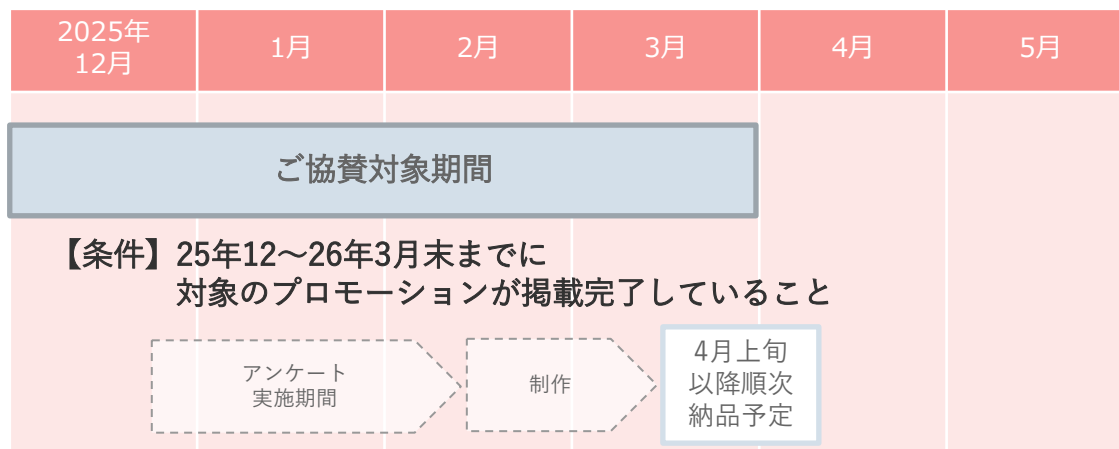 2025年
12月
1月
2月
3月
4月
5月
ご協賛対象期間
【条件】25年12～26年3月末までに
対象のプロモーションが掲載完了していること
アンケート
実施期間
制作
4月上旬
以降順次
納品予定